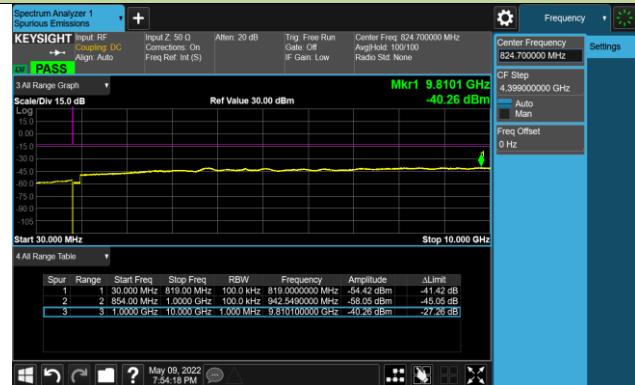 Spectrum Analyzer 1
Spurious Emissions
+
Frequency
KEYSIGHT
Input: RF
Coupling: DC
Align: Auto
Input Z: 50 Ω
Corrections: On
Freq Ref: Int (S)
Atten: 20 dB
Trig: Free Run
Gate: Off
IF Gain: Low
Center Freq: 824.700000 MHz
Avg|Hold: 100/100
Radio Std: None
PASS
Center Frequency
824.700000 MHz
Settings
CF Step
4.399000000 GHz
Auto
Man
Freq Offset
0 Hz
3 All Range Graph
Mkr1 9.8101 GHz
-40.26 dBm
Scale/Div 15.0 dB
Ref Value 30.00 dBm
Log
15.0
0.00
-15.0
-30.0
-45.0
-60.0
-75.0
-90.0
-105
1
Start 30.000 MHz
Stop 10.000 GHz
4 All Range Table
Spur Range Start Freq Stop Freq RBW Frequency Amplitude ΔLimit
1 1 30.000 MHz 819.00 MHz 100.0 kHz 819.0000000 MHz -54.42 dBm -41.42 dB
2 2 854.00 MHz 1.0000 GHz 100.0 kHz 942.5490000 MHz -58.05 dBm -45.05 dB
3 3 1.0000 GHz 10.000 GHz 1.000 MHz 9.810100000 GHz -40.26 dBm -27.26 dB
?
May 09, 2022
7:54:18 PM